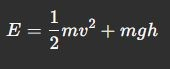 E = \frac{1}{2}mv^2 + mgh